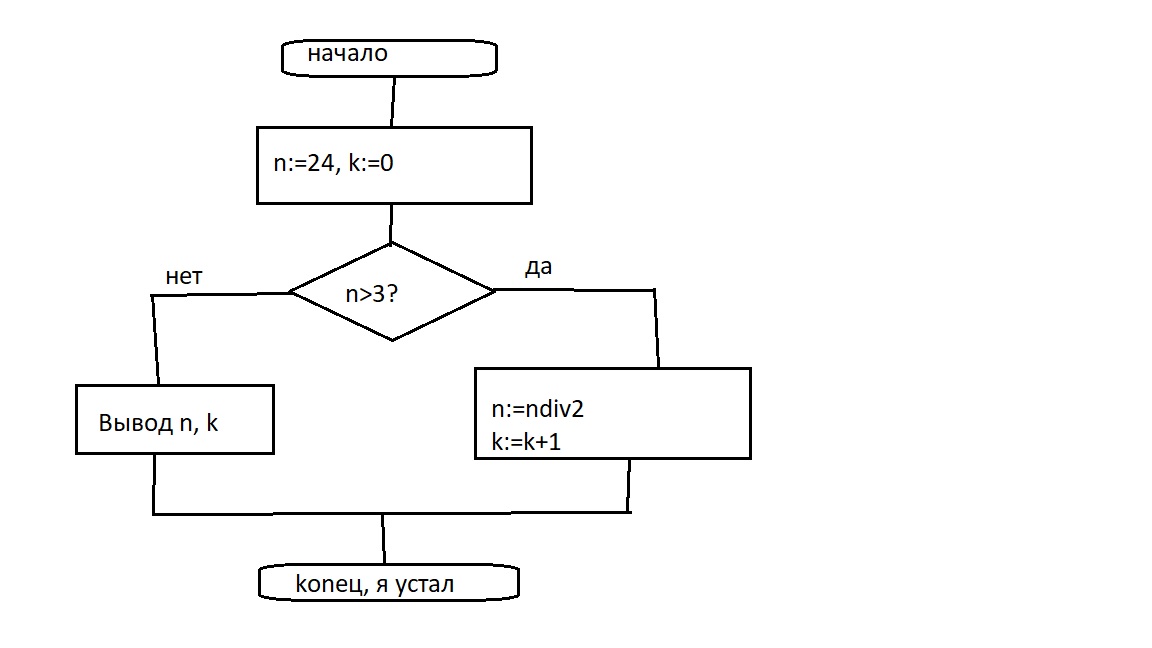 начало
n:=24, k:=0
нет
да
n>3?
n:=ndiv2
k:=k+1
Вывод n, k
konец, я устал